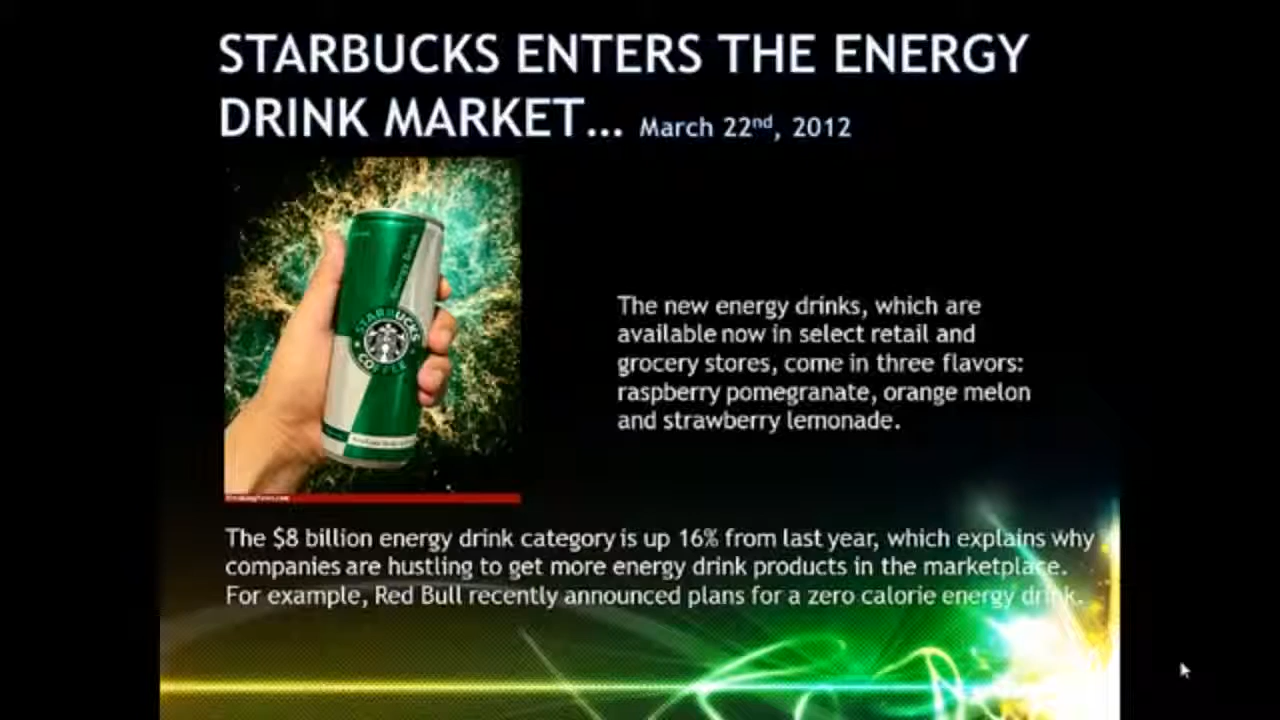 STARBUCKS ENTERS THE ENERGY
DRINK MARKET... March 22nd, 2012
STARBUCKS
COFFEE
The new energy drinks, which are
available now in select retail and
grocery stores, come in three flavors:
raspberry pomegranate, orange melon
and strawberry lemonade.
The $8 billion energy drink category is up 16% from last year, which explains why
companies are hustling to get more energy drink products in the marketplace.
For example, Red Bull recently announced plans for a zero calorie energy drink.